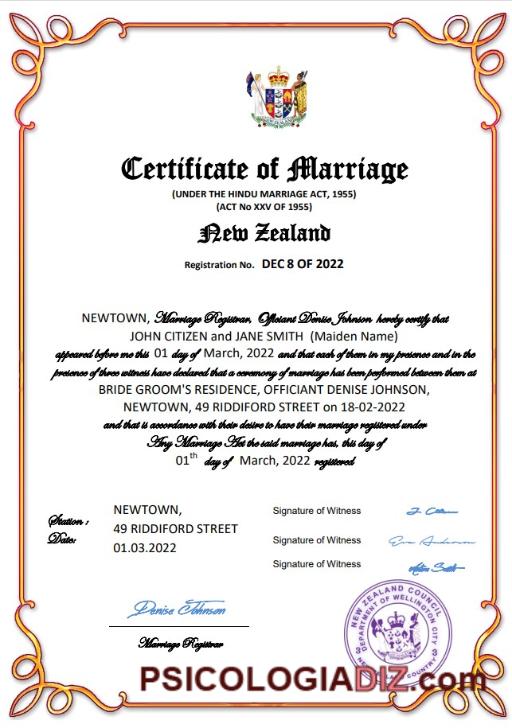 Certificate of Marriage
(UNDER THE HINDU MARRIAGE ACT, 1955)
(ACT No XXV OF 1955)
New Zealand
Registration No. DEC 8 OF 2022
NEWTOWN, Marriage Registrar, Officiant Denise Johnson hereby certify that
JOHN CITIZEN and JANE SMITH (Maiden Name)
appeared before me this 01 day of March, 2022 and that each of them in my presence and in the
presence of three witness have declared that a ceremony of marriage has been performed between them at
BRIDE GROOM'S RESIDENCE, OFFICIANT DENISE JOHNSON,
NEWTOWN, 49 RIDDIFORD STREET on 18-02-2022
and that is accordance with their desire to have their marriage registered under
Any Marriage Act the said marriage has, this day of
01th day of March, 2022 registered
Station :
NEWTOWN,
49 RIDDIFORD STREET
Date:
01.03.2022
Signature of Witness
Signature of Witness
Signature of Witness
Denise Johnson
Marriage Registrar
NEW ZEALAND COUNCIL
DEPARTMENT OF WELLINGTON CITY
COUNTRY
PSICOLOGIADIZ.com